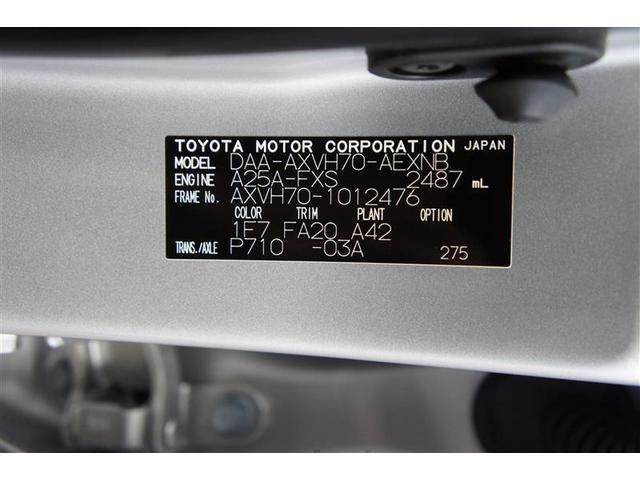 TOYOTA MOTOR CORPORATION JAPAN
MODEL DAA-AXVH70-AEXNB
ENGINE A25A-FXS 2487 mL
FRAME No. AXVH70-1012476
COLOR TRIM PLANT OPTION
1F7 FA20 A42
TRANS./AXLE P710 -03A 275